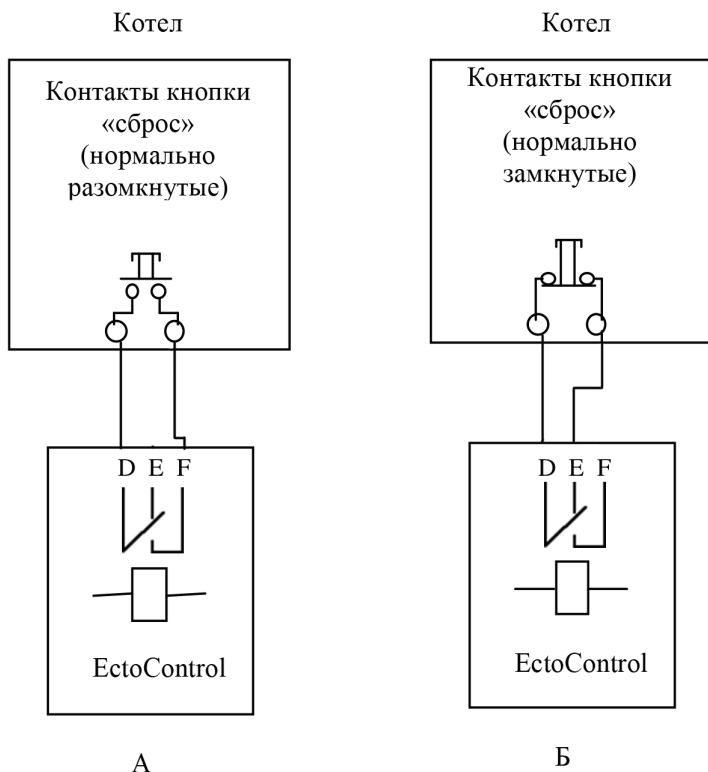 Котел
Контакты кнопки
«сброс»
(нормально
разомкнутые)
D E F
EctoControl
А
Котел
Контакты кнопки
«сброс»
(нормально
замкнутые)
D E F
EctoControl
Б